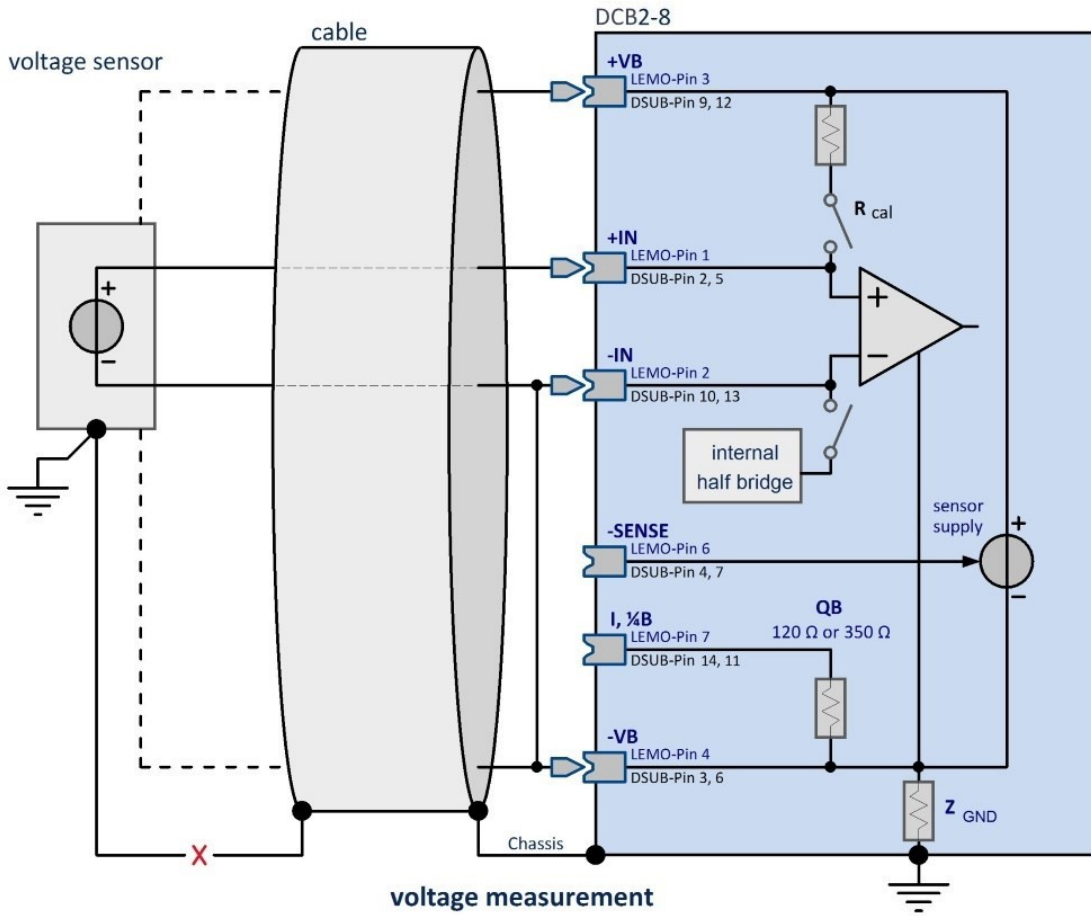 DCB2-8
cable
voltage sensor
+VB
LEMO-Pin 3
DSUB-Pin 9, 12
R cal
+IN
LEMO-Pin 1
DSUB-Pin 2, 5
+
+
-IN
LEMO-Pin 2
DSUB-Pin 10, 13
−
−
internal
half bridge
sensor
supply
+
−
-SENSE
LEMO-Pin 6
DSUB-Pin 4, 7
I, ¼B
LEMO-Pin 7
DSUB-Pin 14, 11
QB
120 Ω or 350 Ω
-VB
LEMO-Pin 4
DSUB-Pin 3, 6
Z GND
X
Chassis
voltage measurement